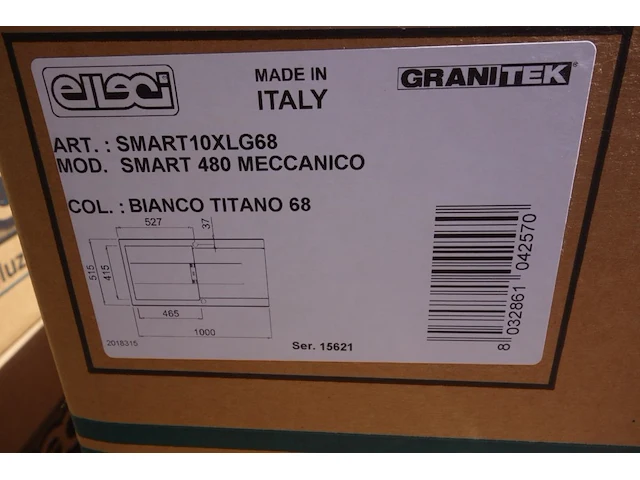 elleci
MADE IN
ITALY
GRANITEK®
ART. : SMART10XLG68
MOD. SMART 480 MECCANICO
COL. : BIANCO TITANO 68
527
37
515
415
465
1000
2018315
Ser. 15621
8 032861 042570
luz